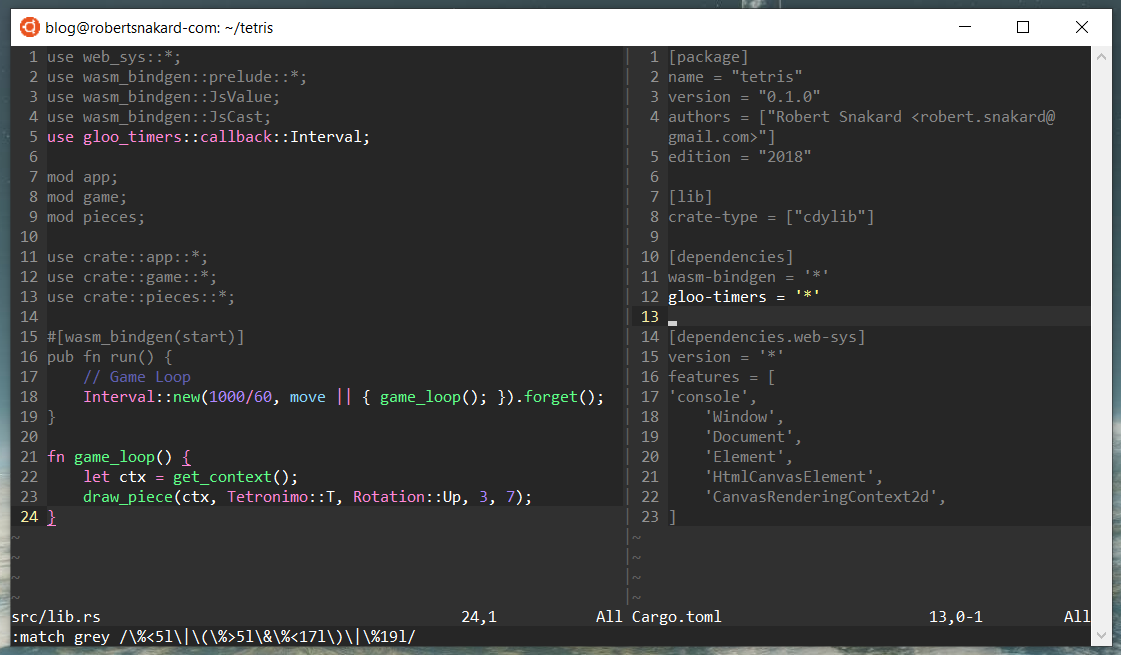 blog@robertsnakard-com: ~/tetris
1 use web_sys::*;
2 use wasm_bindgen::prelude::*;
3 use wasm_bindgen::JsValue;
4 use wasm_bindgen::JsCast;
5 use gloo_timers::callback::Interval;
6
7 mod app;
8 mod game;
9 mod pieces;
10
11 use crate::app::*;
12 use crate::game::*;
13 use crate::pieces::*;
14
15 #[wasm_bindgen(start)]
16 pub fn run() {
17     // Game Loop
18     Interval::new(1000/60, move || { game_loop(); }).forget();
19 }
20
21 fn game_loop() {
22     let ctx = get_context();
23     draw_piece(ctx, Tetronimo::T, Rotation::Up, 3, 7);
24 }
~
~
~
~
src/lib.rs 24,1 All
1 [package]
2 name = "tetris"
3 version = "0.1.0"
4 authors = ["Robert Snakard <robert.snakard@
gmail.com>"]
5 edition = "2018"
6
7 [lib]
8 crate-type = ["cdylib"]
9
10 [dependencies]
11 wasm-bindgen = '*'
12 gloo-timers = '*'
13
14 [dependencies.web-sys]
15 version = '*'
16 features = [
17 'console',
18     'Window',
19     'Document',
20     'Element',
21     'HtmlCanvasElement',
22     'CanvasRenderingContext2d',
23 ]
~
~
~
~
Cargo.toml 13,0-1 All
:match grey /\%<5l\|\(\%>5l\&\%<17l\)\|\%19l/